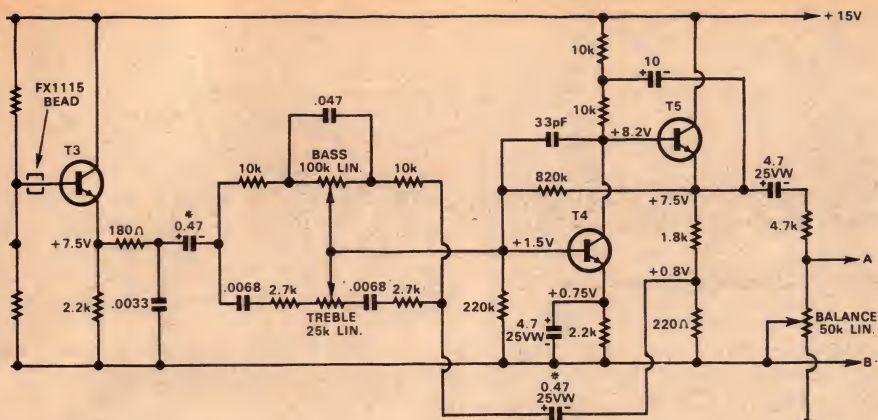 + 15V
FX1115
BEAD
T3
+7.5V
180Ω
.0033
2.2k
*
0.47
+ -
10k
.047
BASS
100k LIN.
10k
.0068
2.7k
.0068
2.7k
TREBLE
25k LIN.
10k
10k
10
+ -
33pF
+8.2V
T5
820k
+7.5V
4.7
25VW
+ -
4.7k
+1.5V
T4
1.8k
+0.8V
220k
+0.75V
4.7
25VW
+
-
2.2k
220Ω
A
BALANCE
50k LIN.
B
*
0.47
25VW
+ -